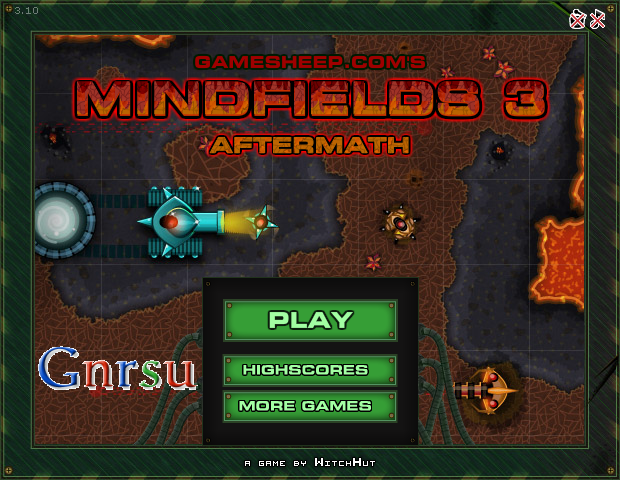 3.10
GAMESHEEP.COM'S
MINDFIELDS 3
AFTERMATH
PLAY
Gnrsu
HIGHSCORES
MORE GAMES
A GAME BY WITCHHUT